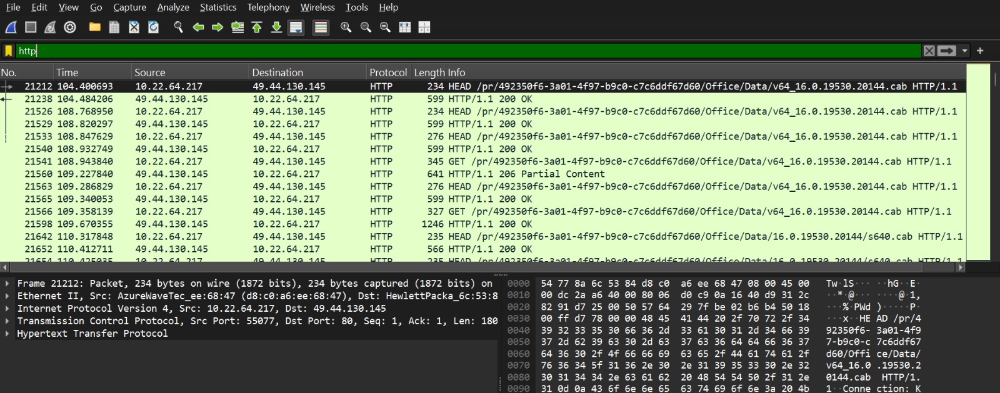 File Edit View Go Capture Analyze Statistics Telephony Wireless Tools Help
http
No. Time Source Destination Protocol Length Info
21212 104.400693 10.22.64.217 49.44.130.145 HTTP 234 HEAD /pr/492350f6-3a01-4f97-b9c0-c7c6ddf67d60/Office/Data/v64_16.0.19530.20144.cab HTTP/1.1
21238 104.484206 49.44.130.145 10.22.64.217 HTTP 599 HTTP/1.1 200 OK
21526 108.768950 10.22.64.217 49.44.130.145 HTTP 234 HEAD /pr/492350f6-3a01-4f97-b9c0-c7c6ddf67d60/Office/Data/v64_16.0.19530.20144.cab HTTP/1.1
21529 108.820297 49.44.130.145 10.22.64.217 HTTP 599 HTTP/1.1 200 OK
21533 108.847629 10.22.64.217 49.44.130.145 HTTP 276 HEAD /pr/492350f6-3a01-4f97-b9c0-c7c6ddf67d60/Office/Data/v64_16.0.19530.20144.cab HTTP/1.1
21540 108.932749 49.44.130.145 10.22.64.217 HTTP 599 HTTP/1.1 200 OK
21541 108.943840 10.22.64.217 49.44.130.145 HTTP 345 GET /pr/492350f6-3a01-4f97-b9c0-c7c6ddf67d60/Office/Data/v64_16.0.19530.20144.cab HTTP/1.1
21560 109.227840 49.44.130.145 10.22.64.217 HTTP 641 HTTP/1.1 206 Partial Content
21563 109.286829 10.22.64.217 49.44.130.145 HTTP 276 HEAD /pr/492350f6-3a01-4f97-b9c0-c7c6ddf67d60/Office/Data/v64_16.0.19530.20144.cab HTTP/1.1
21565 109.340053 49.44.130.145 10.22.64.217 HTTP 599 HTTP/1.1 200 OK
21566 109.358139 10.22.64.217 49.44.130.145 HTTP 327 GET /pr/492350f6-3a01-4f97-b9c0-c7c6ddf67d60/Office/Data/v64_16.0.19530.20144.cab HTTP/1.1
21598 109.670355 49.44.130.145 10.22.64.217 HTTP 1246 HTTP/1.1 200 OK
21642 110.317848 10.22.64.217 49.44.130.145 HTTP 235 HEAD /pr/492350f6-3a01-4f97-b9c0-c7c6ddf67d60/Office/Data/16.0.19530.20144/s640.cab HTTP/1.1
21652 110.412711 49.44.130.145 10.22.64.217 HTTP 566 HTTP/1.1 200 OK
21654 110.425035 10.22.64.217 49.44.130.145 HTTP 235 HEAD /pr/492350f6-3a01-4f97-b9c0-c7c6ddf67d60/Office/Data/16.0.19530.20144/s640.cab HTTP/1.1
Frame 21212: Packet, 234 bytes on wire (1872 bits), 234 bytes captured (1872 bits) on
Ethernet II, Src: AzureWaveTec_ee:68:47 (d8:c0:a6:ee:68:47), Dst: HewlettPacka_6c:53:8
Internet Protocol Version 4, Src: 10.22.64.217, Dst: 49.44.130.145
Transmission Control Protocol, Src Port: 55077, Dst Port: 80, Seq: 1, Ack: 1, Len: 180
Hypertext Transfer Protocol
0000 54 77 8a 6c 53 84 d8 c0 a6 ee 68 47 08 00 45 00 Tw·lS··· ··hG··E·
0010 00 dc 2a a6 40 00 80 06 d0 c9 0a 16 40 d9 31 2c ··*·@··· ····@·1,
0020 82 91 d7 25 00 50 57 64 29 7f be 02 b6 b4 50 18 ···%·PWd )·····P·
0030 00 ff d7 78 00 00 48 45 41 44 20 2f 70 72 2f 34 ···x··HE AD /pr/4
0040 39 32 33 35 30 66 36 2d 33 61 30 31 2d 34 66 39 92350f6- 3a01-4f9
0050 37 2d 62 39 63 30 2d 63 37 63 36 64 64 66 36 37 7-b9c0-c 7c6ddf67
0060 64 36 30 2f 4f 66 66 69 63 65 2f 44 61 74 61 2f d60/Offi ce/Data/
0070 76 36 34 5f 31 36 2e 30 2e 31 39 35 33 30 2e 32 v64_16.0 .19530.2
0080 30 31 34 34 2e 63 61 62 20 48 54 54 50 2f 31 2e 0144.cab HTTP/1.
0090 31 0d 0a 43 6f 6e 6e 65 63 74 69 6f 6e 3a 20 4b 1··Conne ction: K